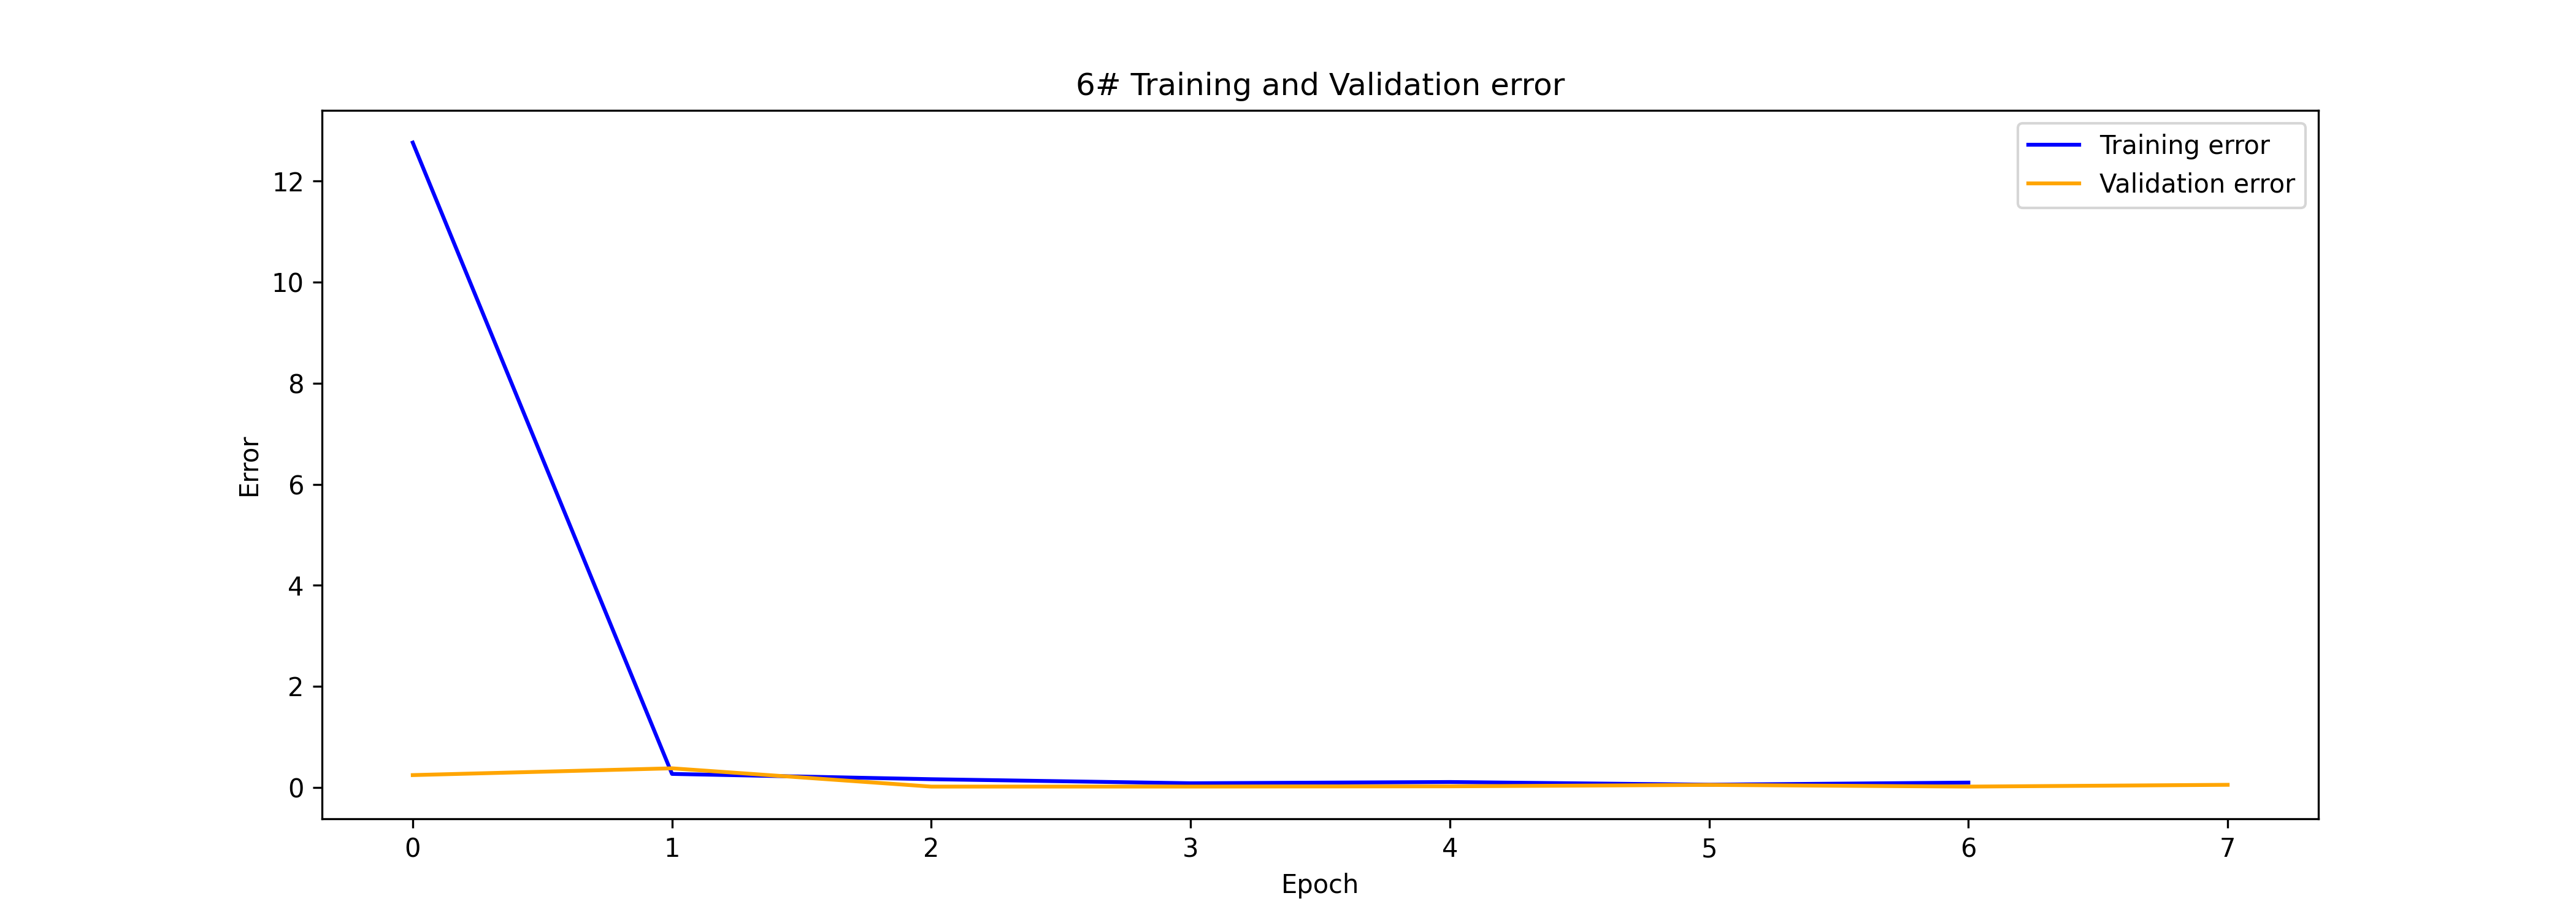 6# Training and Validation error
Training error
Validation error
12
10
8
6
4
2
0
Error
0 1 2 3 4 5 6 7
Epoch